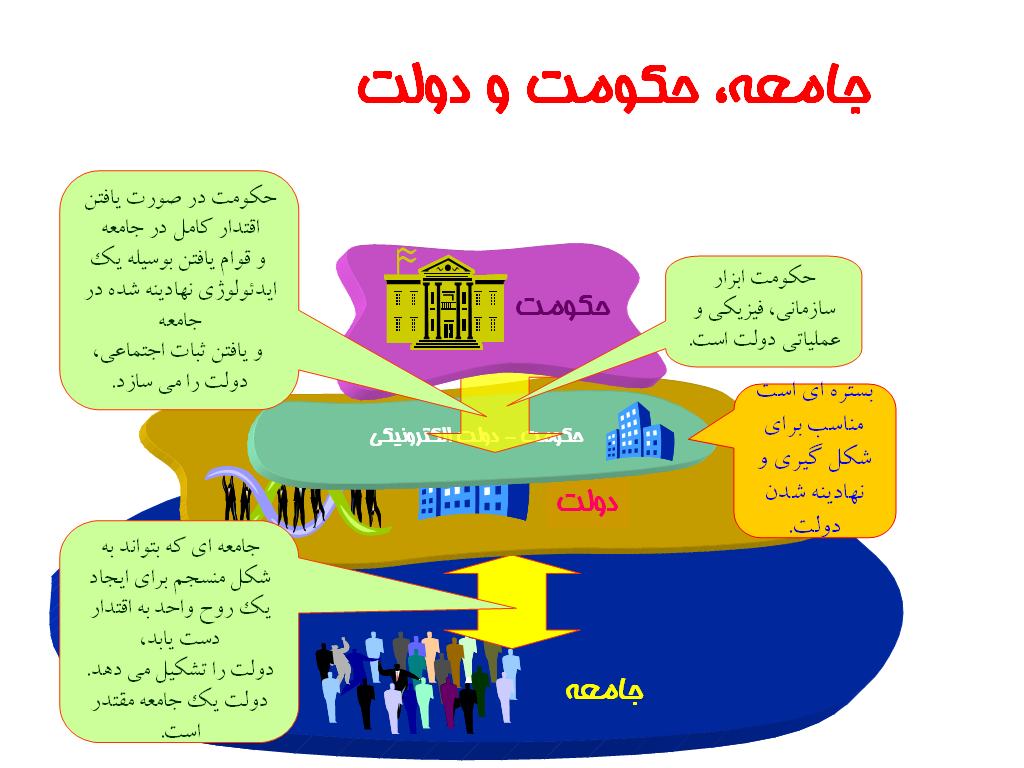 جامعه، حکومت و دولت
حکومت در صورت یافتن
اقتدار کامل در جامعه
و قوام یافتن بوسیله یک
ایدئولوژی نهادینه شده در
جامعه
و یافتن ثبات اجتماعی،
دولت را می سازد.
حکومت
حکومت ابزار
سازمانی، فیزیکی و
عملیاتی دولت است.
حکومت – دولت الکترونیکی
بستره ای است
مناسب برای
شکل گیری و
نهادینه شدن
دولت.
دولت
جامعه ای که بتواند به
شکل منسجم برای ایجاد
یک روح واحد به اقتدار
دست یابد،
دولت را تشکیل می دهد.
دولت یک جامعه مقتدر
است.
جامعه